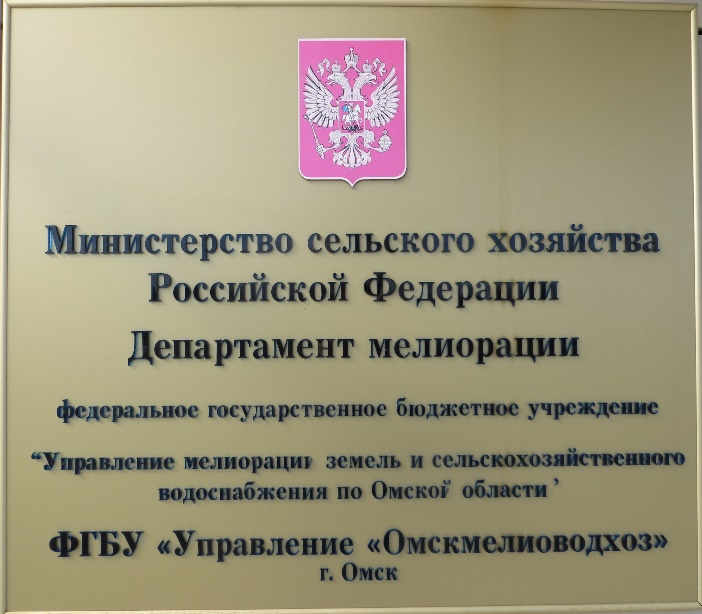 Министерство сельского хозяйства
Российской Федерации
Департамент мелиорации
федеральное государственное бюджетное учреждение
“Управление мелиораци земель и сельскохозяйственного
водоснабжения по Омской области’
ФГБУ «Управление «Омскмелиоводхоз»
г. Омск